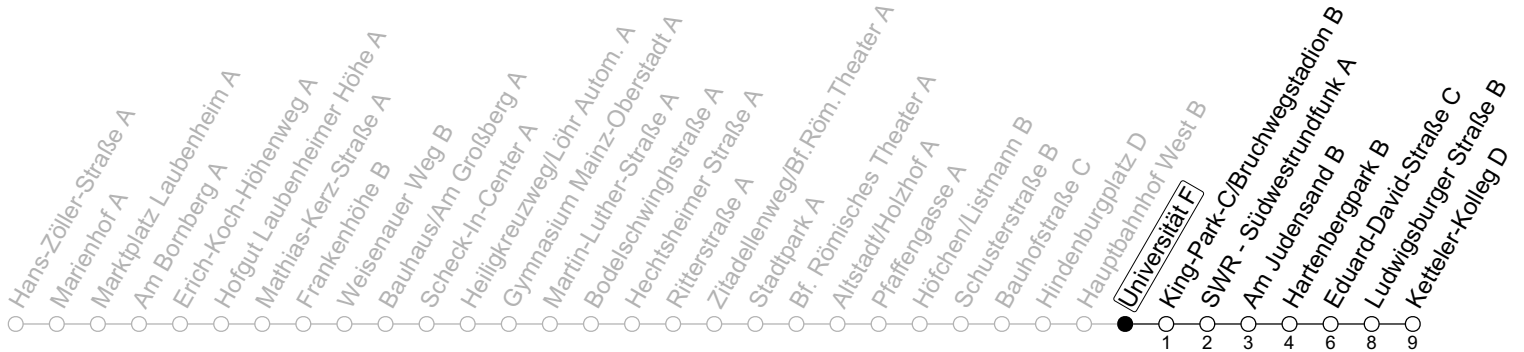 Hans-Zöller-Straße A
Marienhof A
Marktplatz Laubenheim A
Am Bornberg A
Erich-Koch-Höhenweg A
Hofgut Laubenheimer Höhe A
Mathias-Kerz-Straße A
Frankenhöhe B
Weisenauer Weg B
Bauhaus/Am Großberg A
Scheck-In-Center A
Heiligkreuzweg/Löhr Autom. A
Gymnasium Mainz-Oberstadt A
Martin-Luther-Straße A
Bodelschwinghstraße A
Hechtsheimer Straße A
Ritterstraße A
Zitadellenweg/Bf.Röm.Theater A
Stadtpark A
Bf. Römisches Theater A
Altstadt/Holzhof A
Pfaffengasse A
Höfchen/Listmann B
Schusterstraße B
Bauhofstraße C
Hindenburgplatz D
Hauptbahnhof West B
Universität F
King-Park-C/Bruchwegstadion B
SWR - Südwestrundfunk A
Am Judensand B
Hartenbergpark B
Eduard-David-Straße C
Ludwigsburger Straße B
Ketteler-Kolleg D
1 2 3 4 6 8 9